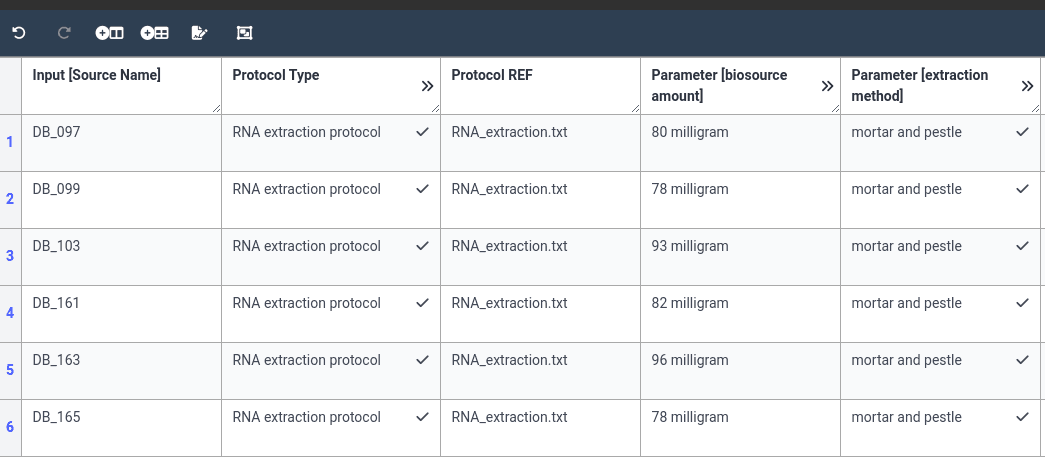 Input [Source Name] Protocol Type Protocol REF Parameter [biosource amount] Parameter [extraction method]
1 DB_097 RNA extraction protocol RNA_extraction.txt 80 milligram mortar and pestle
2 DB_099 RNA extraction protocol RNA_extraction.txt 78 milligram mortar and pestle
3 DB_103 RNA extraction protocol RNA_extraction.txt 93 milligram mortar and pestle
4 DB_161 RNA extraction protocol RNA_extraction.txt 82 milligram mortar and pestle
5 DB_163 RNA extraction protocol RNA_extraction.txt 96 milligram mortar and pestle
6 DB_165 RNA extraction protocol RNA_extraction.txt 78 milligram mortar and pestle